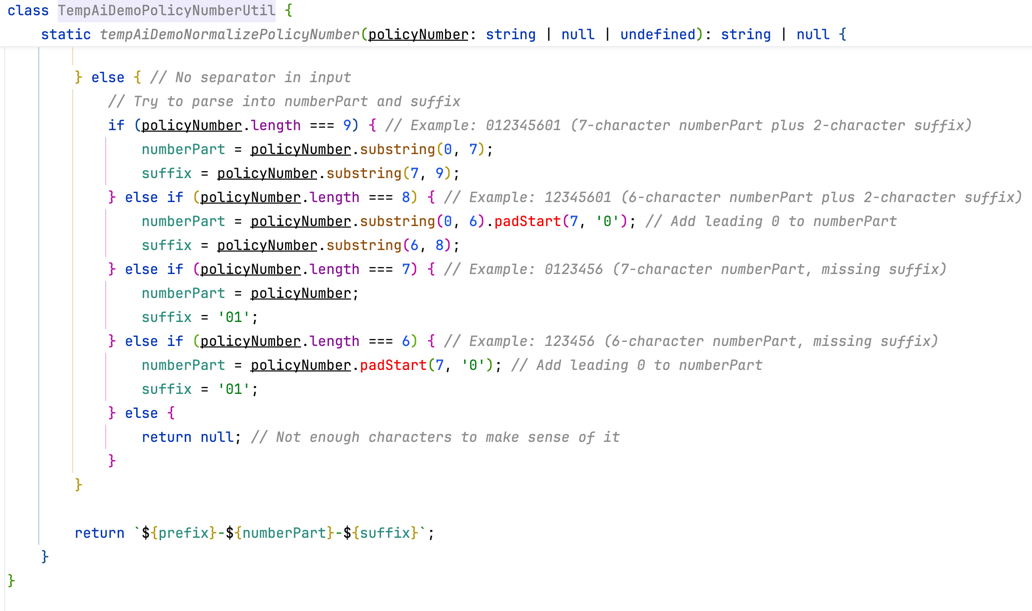 class TempAiDemoPolicyNumberUtil {
    static tempAiDemoNormalizePolicyNumber(policyNumber: string | null | undefined): string | null {
        } else { // No separator in input
            // Try to parse into numberPart and suffix
            if (policyNumber.length === 9) { // Example: 012345601 (7-character numberPart plus 2-character suffix)
                numberPart = policyNumber.substring(0, 7);
                suffix = policyNumber.substring(7, 9);
            } else if (policyNumber.length === 8) { // Example: 12345601 (6-character numberPart plus 2-character suffix)
                numberPart = policyNumber.substring(0, 6).padStart(7, '0'); // Add leading 0 to numberPart
                suffix = policyNumber.substring(6, 8);
            } else if (policyNumber.length === 7) { // Example: 0123456 (7-character numberPart, missing suffix)
                numberPart = policyNumber;
                suffix = '01';
            } else if (policyNumber.length === 6) { // Example: 123456 (6-character numberPart, missing suffix)
                numberPart = policyNumber.padStart(7, '0'); // Add leading 0 to numberPart
                suffix = '01';
            } else {
                return null; // Not enough characters to make sense of it
            }
        }
        return `${prefix}-${numberPart}-${suffix}`;
    }
}